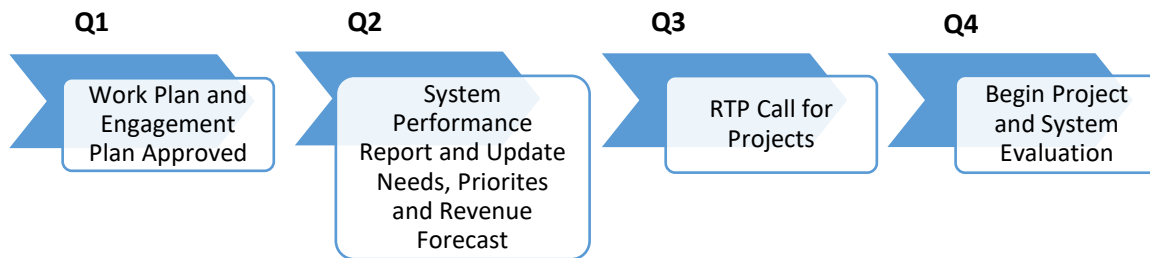 Q1
Work Plan and
Engagement
Plan Approved
Q2
System
Performance
Report and Update
Needs, Priorites
and Revenue
Forecast
Q3
RTP Call for
Projects
Q4
Begin Project
and System
Evaluation